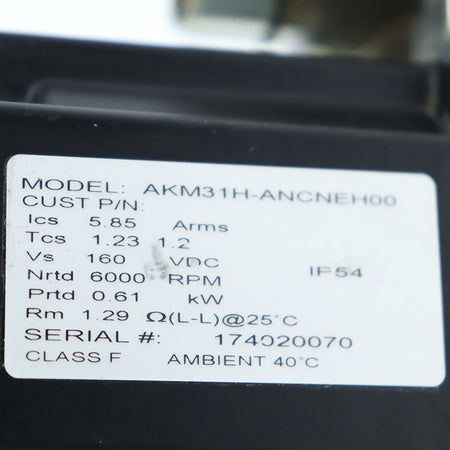 MODEL: AKM31H-ANCNEH00
CUST P/N:
Ics 5.85 Arms
Tcs 1.23 1.2
Vs 160 VDC IP54
Nrtd 6000 RPM
Prtd 0.61 kW
Rm 1.29 Ω(L-L)@25°C
SERIAL #: 174020070
CLASS F AMBIENT 40°C